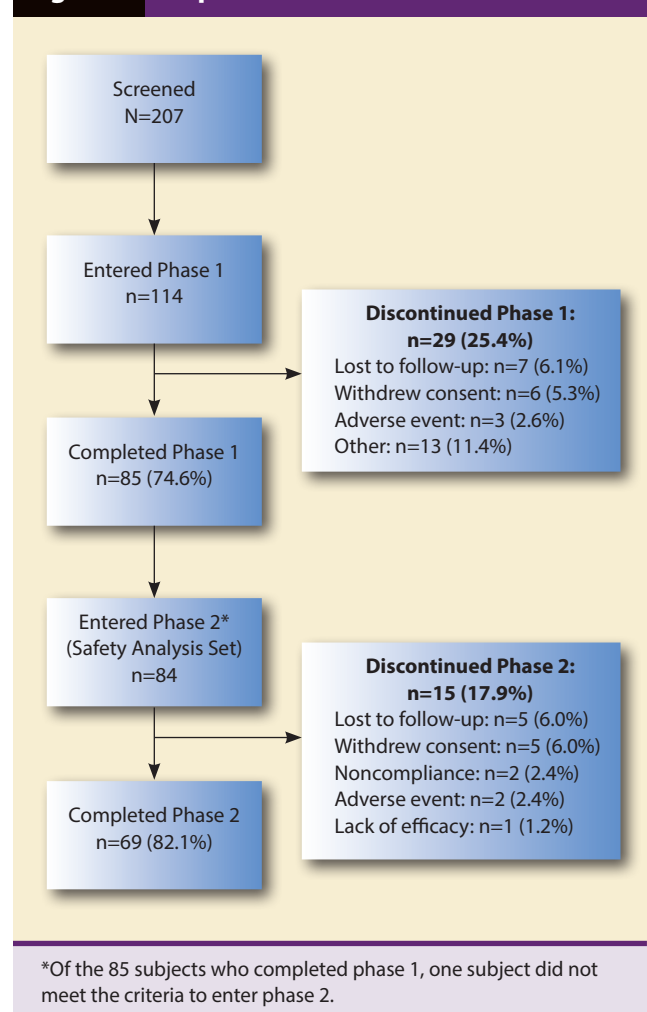 Screened
N=207
Entered Phase 1
n=114
Discontinued Phase 1:
n=29 (25.4%)
Lost to follow-up: n=7 (6.1%)
Withdrew consent: n=6 (5.3%)
Adverse event: n=3 (2.6%)
Other: n=13 (11.4%)
Completed Phase 1
n=85 (74.6%)
Entered Phase 2*
(Safety Analysis Set)
n=84
Discontinued Phase 2:
n=15 (17.9%)
Lost to follow-up: n=5 (6.0%)
Withdrew consent: n=5 (6.0%)
Noncompliance: n=2 (2.4%)
Adverse event: n=2 (2.4%)
Lack of efficacy: n=1 (1.2%)
Completed Phase 2
n=69 (82.1%)
*Of the 85 subjects who completed phase 1, one subject did not
meet the criteria to enter phase 2.